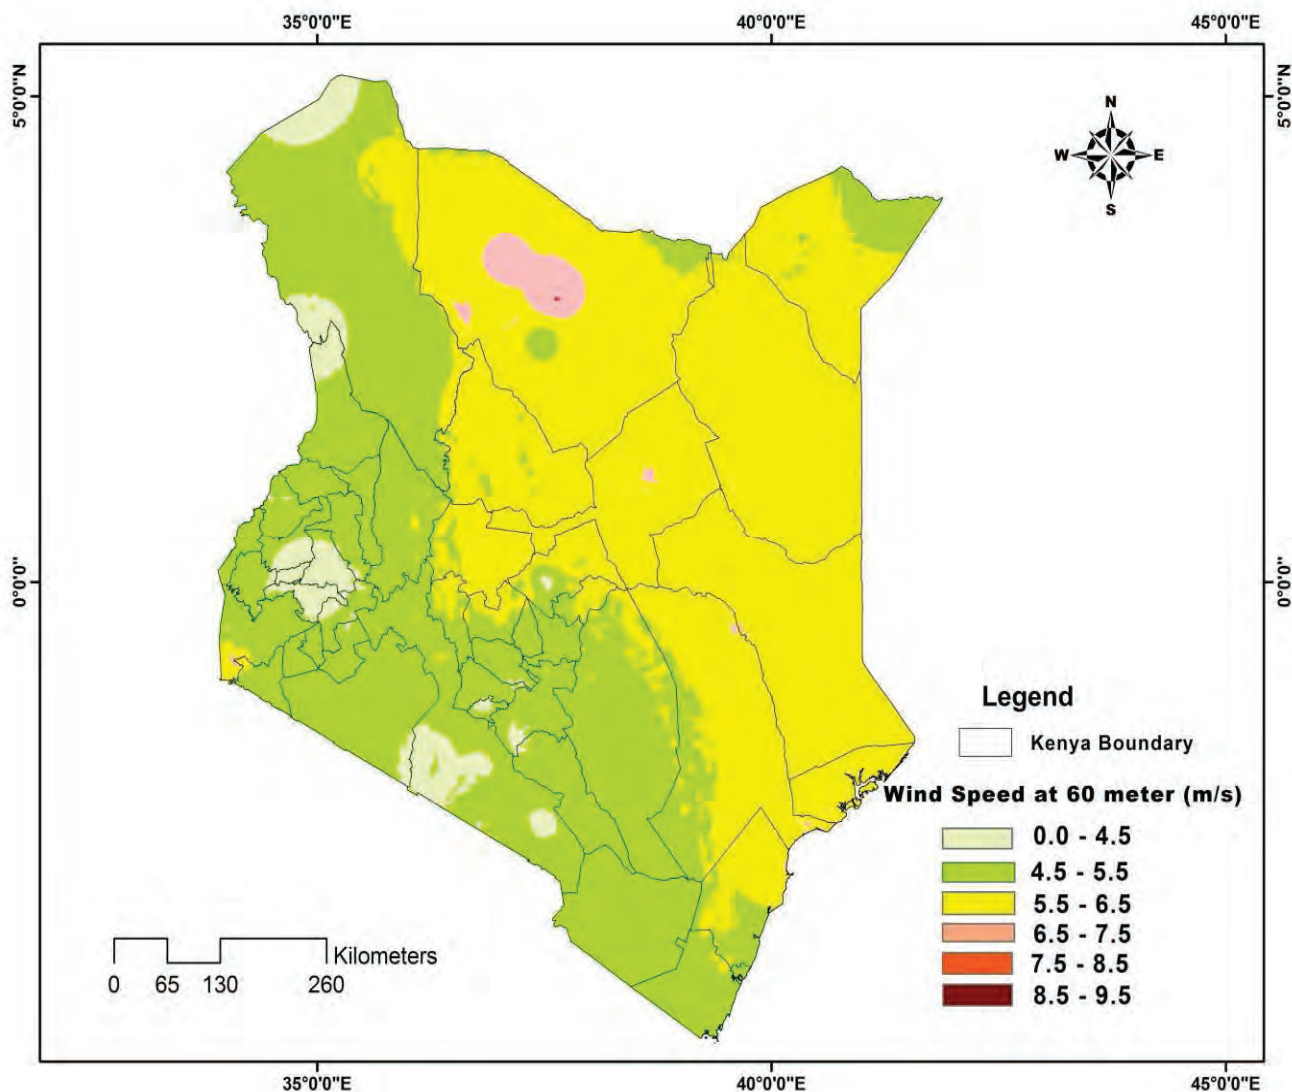 35°0'0"E 40°0'0"E 45°0'0"E
5°0'0"N 5°0'0"N
N
W E
S
0°0'0" 0°0'0"
Legend
Kenya Boundary
Wind Speed at 60 meter (m/s)
0.0 - 4.5
4.5 - 5.5
5.5 - 6.5
6.5 - 7.5
7.5 - 8.5
8.5 - 9.5
Kilometers
0 65 130 260
35°0'0"E 40°0'0"E 45°0'0"E